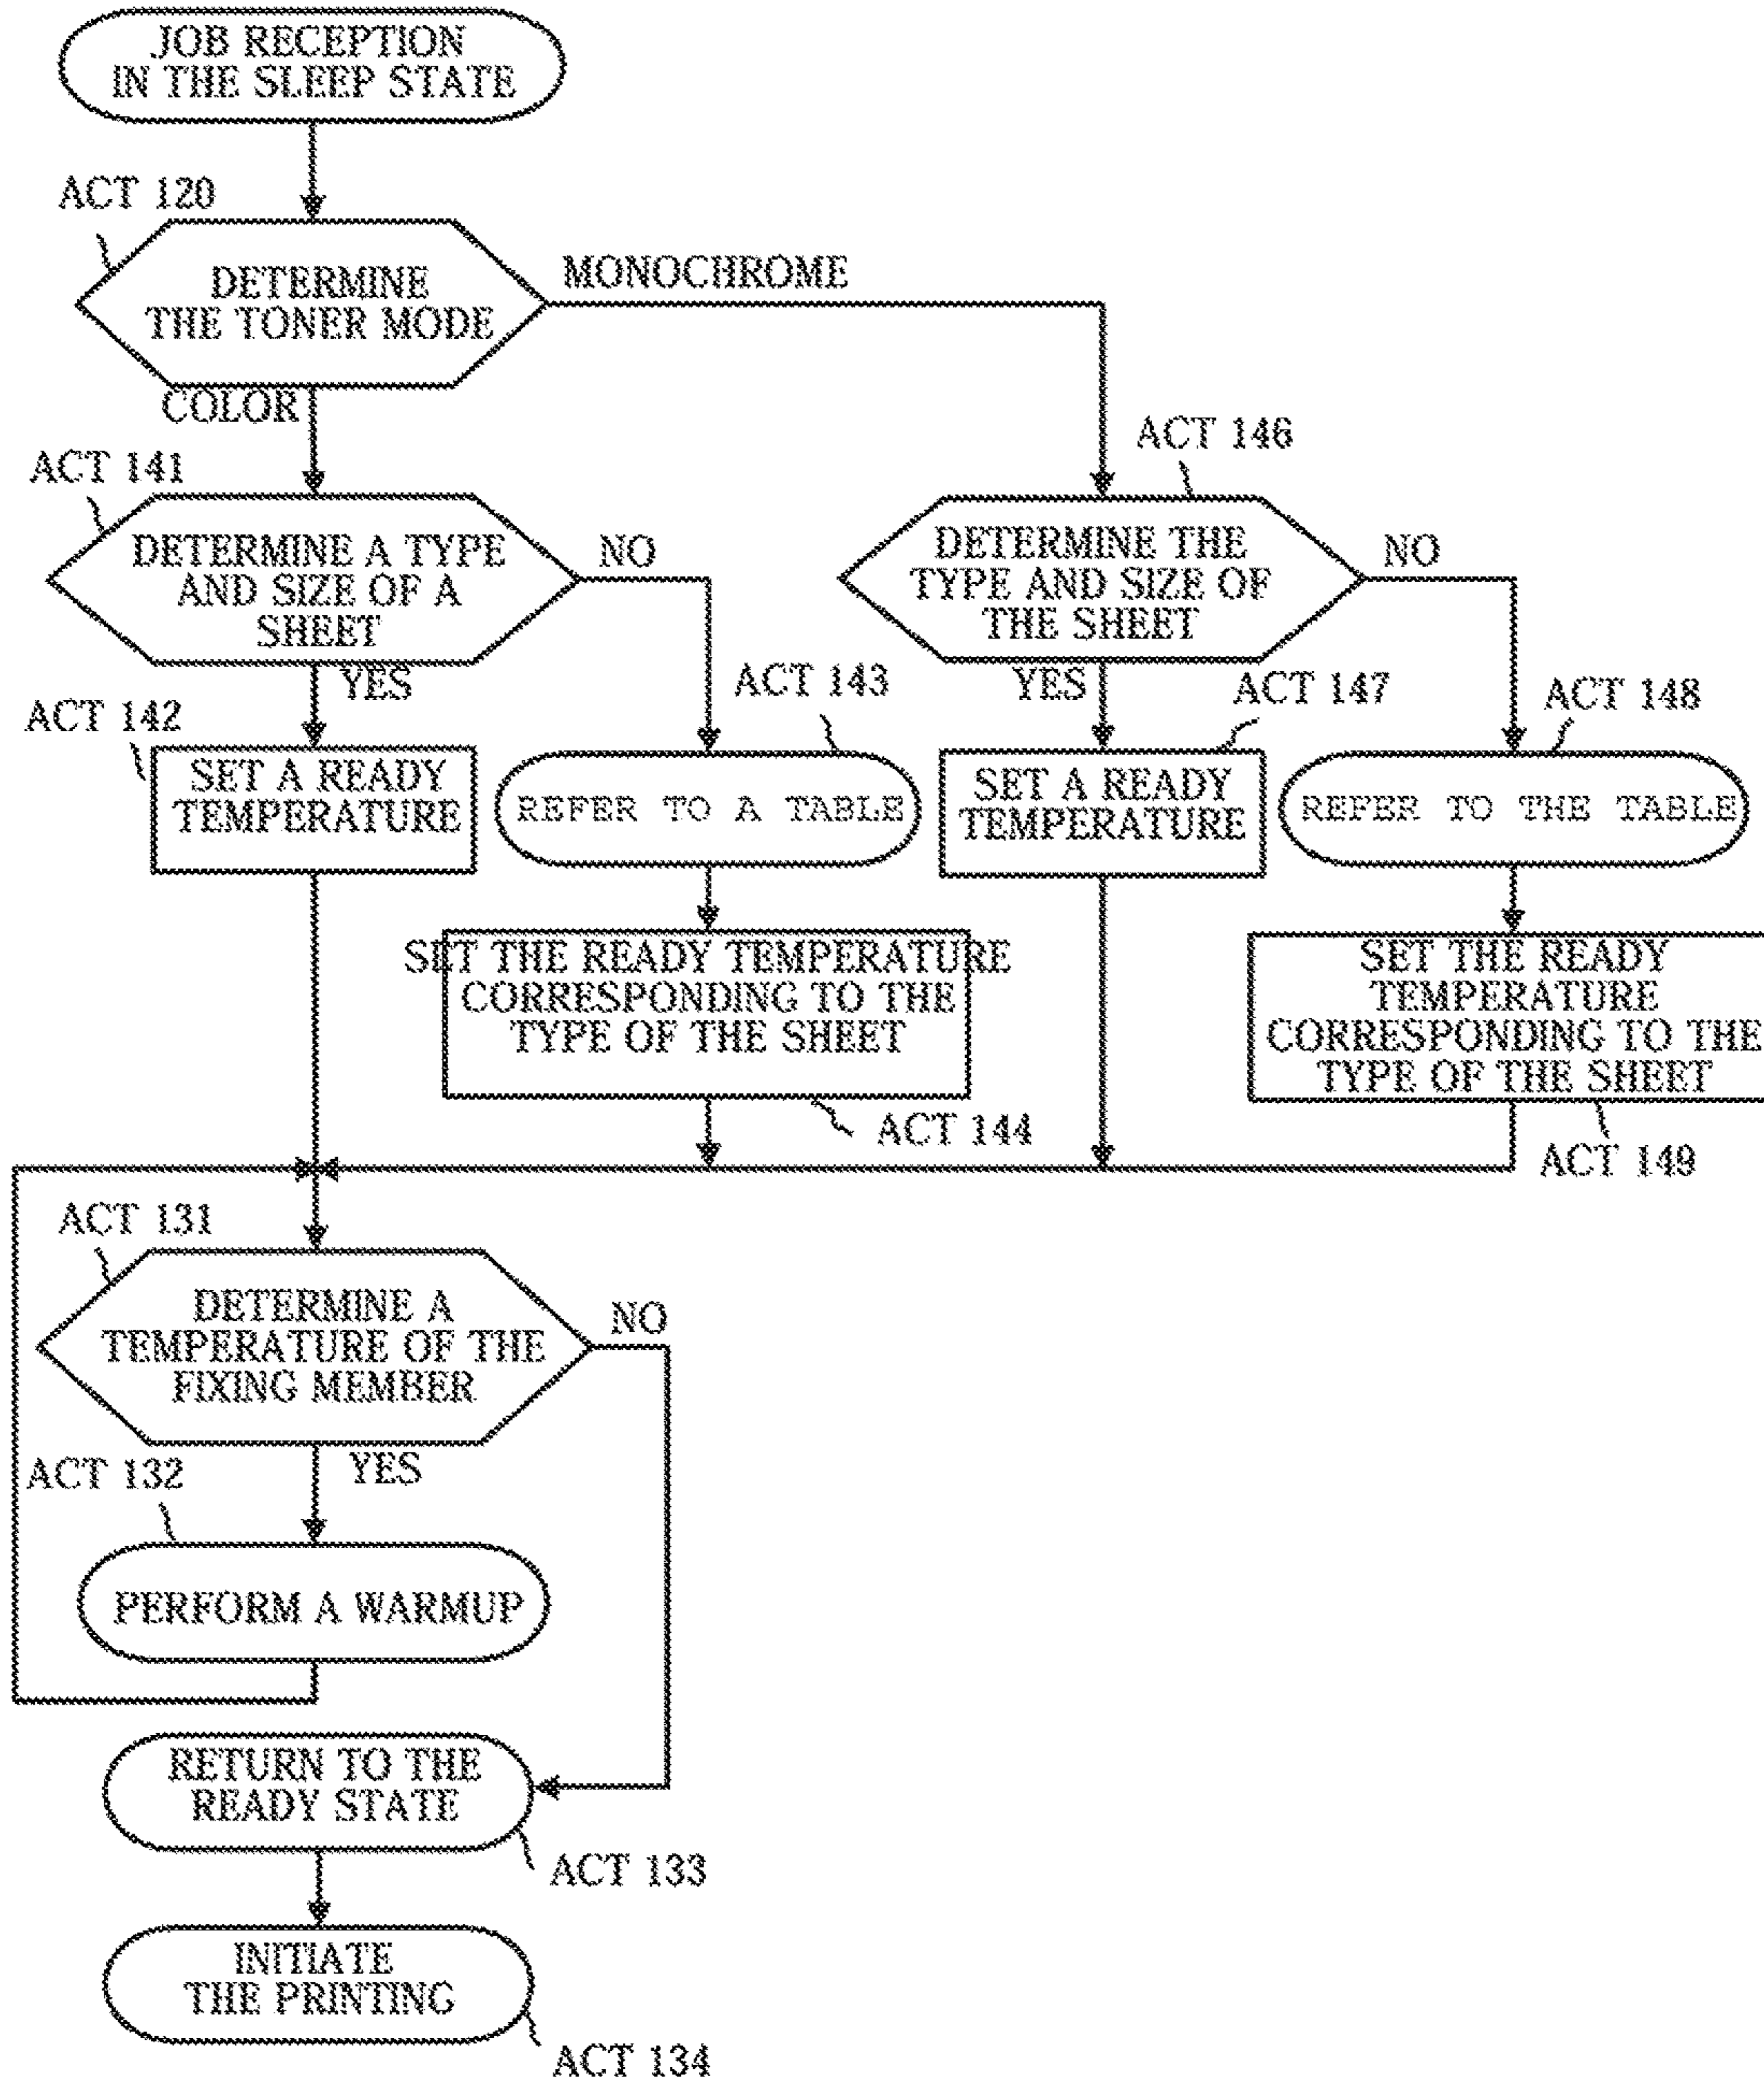 JOB RECEPTION
IN THE SLEEP STATE
ACT 120
DETERMINE
THE TONER MODE
MONOCHROME
COLOR
ACT 141
DETERMINE A TYPE
AND SIZE OF A
SHEET
NO
YES
ACT 146
DETERMINE THE
TYPE AND SIZE OF
THE SHEET
NO
YES
ACT 142
SET A READY
TEMPERATURE
ACT 143
REFER TO A TABLE
ACT 147
SET A READY
TEMPERATURE
ACT 148
REFER TO THE TABLE
SET THE READY TEMPERATURE
CORRESPONDING TO THE
TYPE OF THE SHEET
ACT 144
SET THE READY
TEMPERATURE
CORRESPONDING TO THE
TYPE OF THE SHEET
ACT 149
ACT 131
DETERMINE A
TEMPERATURE OF THE
FIXING MEMBER
NO
YES
ACT 132
PERFORM A WARMUP
RETURN TO THE
READY STATE
ACT 133
INITIATE
THE PRINTING
ACT 134